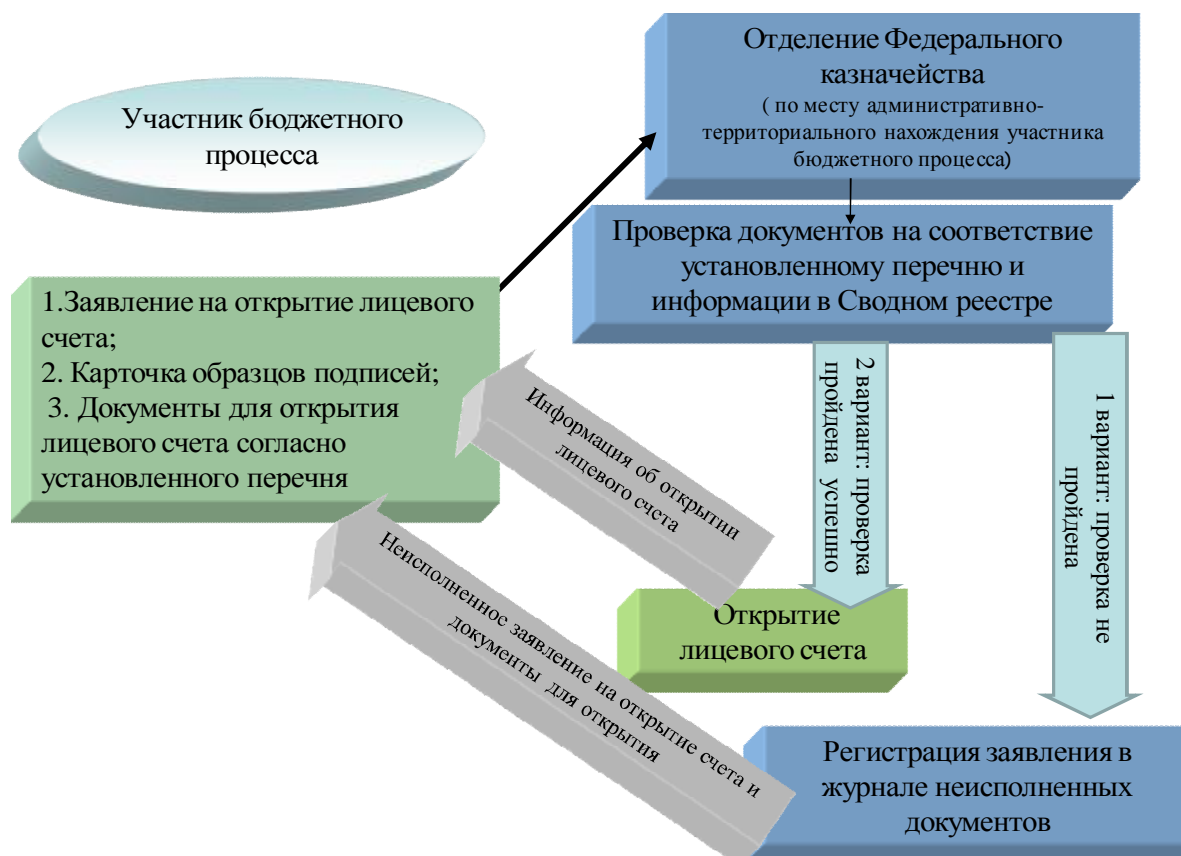 Участник бюджетного
процесса
Отделение Федерального
казначейства
( по месту административно-
территориального нахождения участника
бюджетного процесса)
Проверка документов на соответствие
установленному перечню и
информации в Сводном реестре
1.Заявление на открытие лицевого
счета;
2. Карточка образцов подписей;
3. Документы для открытия
лицевого счета согласно
установленного перечня
Информация об открытии
лицевого счета
2 вариант: проверка
пройдена успешно
1 вариант: проверка не
пройдена
Неисполненное заявление на открытие счета и
документы для открытия
Открытие
лицевого счета
Регистрация заявления в
журнале неисполненных
документов